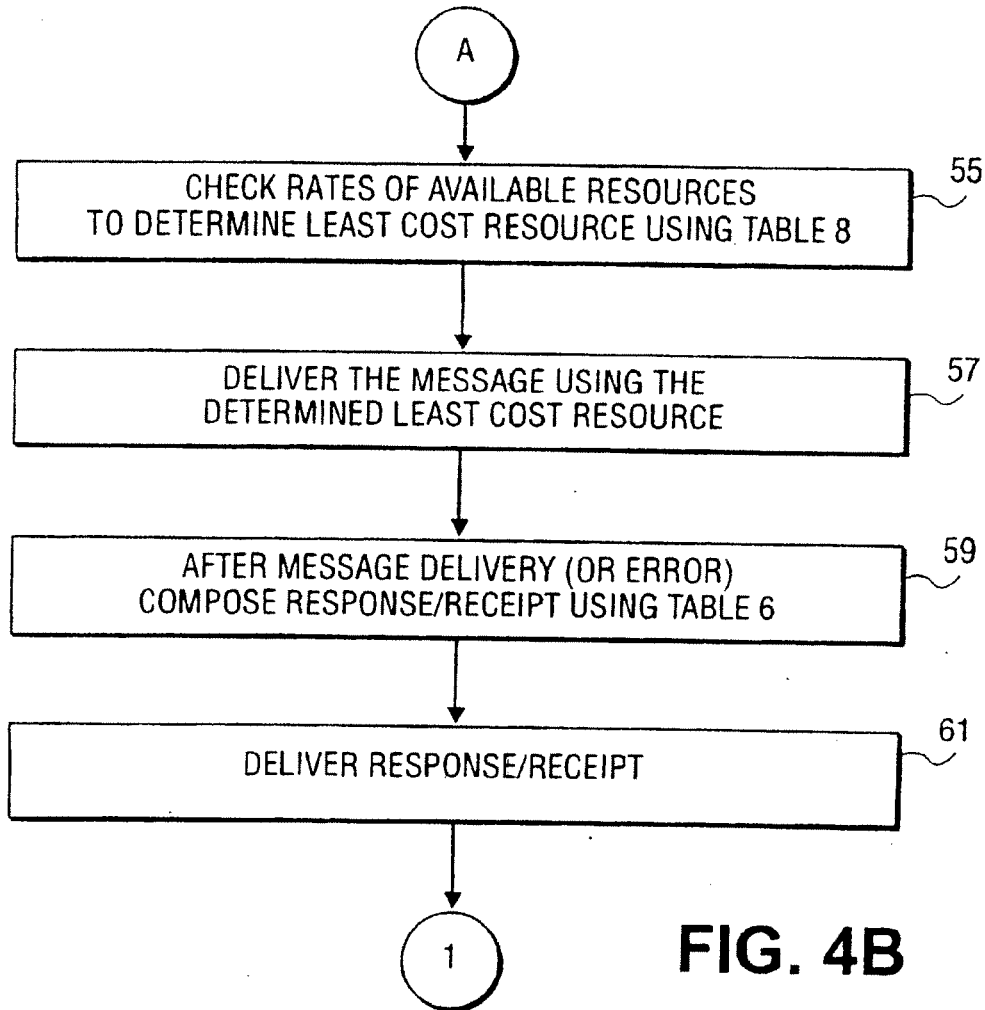 A
CHECK RATES OF AVAILABLE RESOURCES
TO DETERMINE LEAST COST RESOURCE USING TABLE 8
55
DELIVER THE MESSAGE USING THE
DETERMINED LEAST COST RESOURCE
57
AFTER MESSAGE DELIVERY (OR ERROR)
COMPOSE RESPONSE/RECEIPT USING TABLE 6
59
DELIVER RESPONSE/RECEIPT
61
1
FIG. 4B